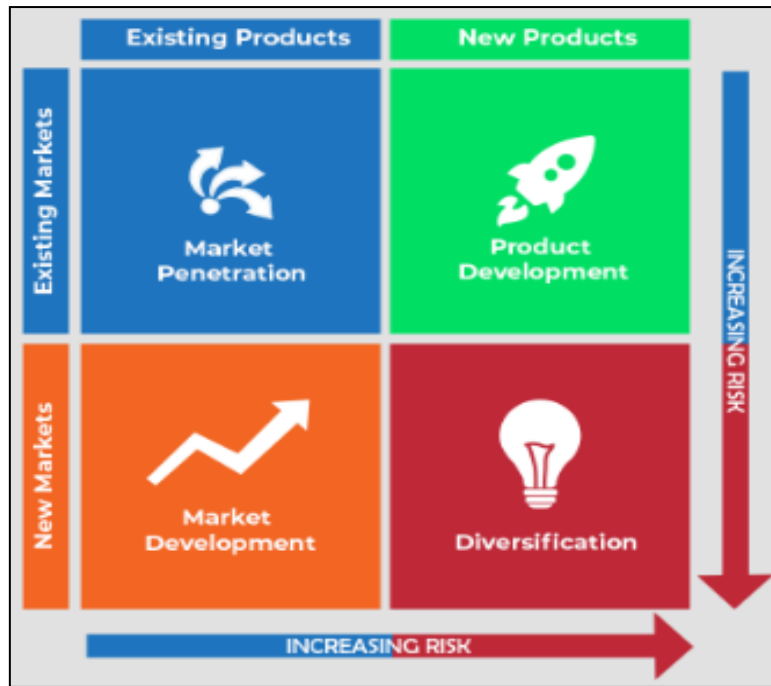 Existing Products
New Products
Existing Markets
Market
Penetration
Product
Development
INCREASING RISK
New Markets
Market
Development
Diversification
INCREASING RISK